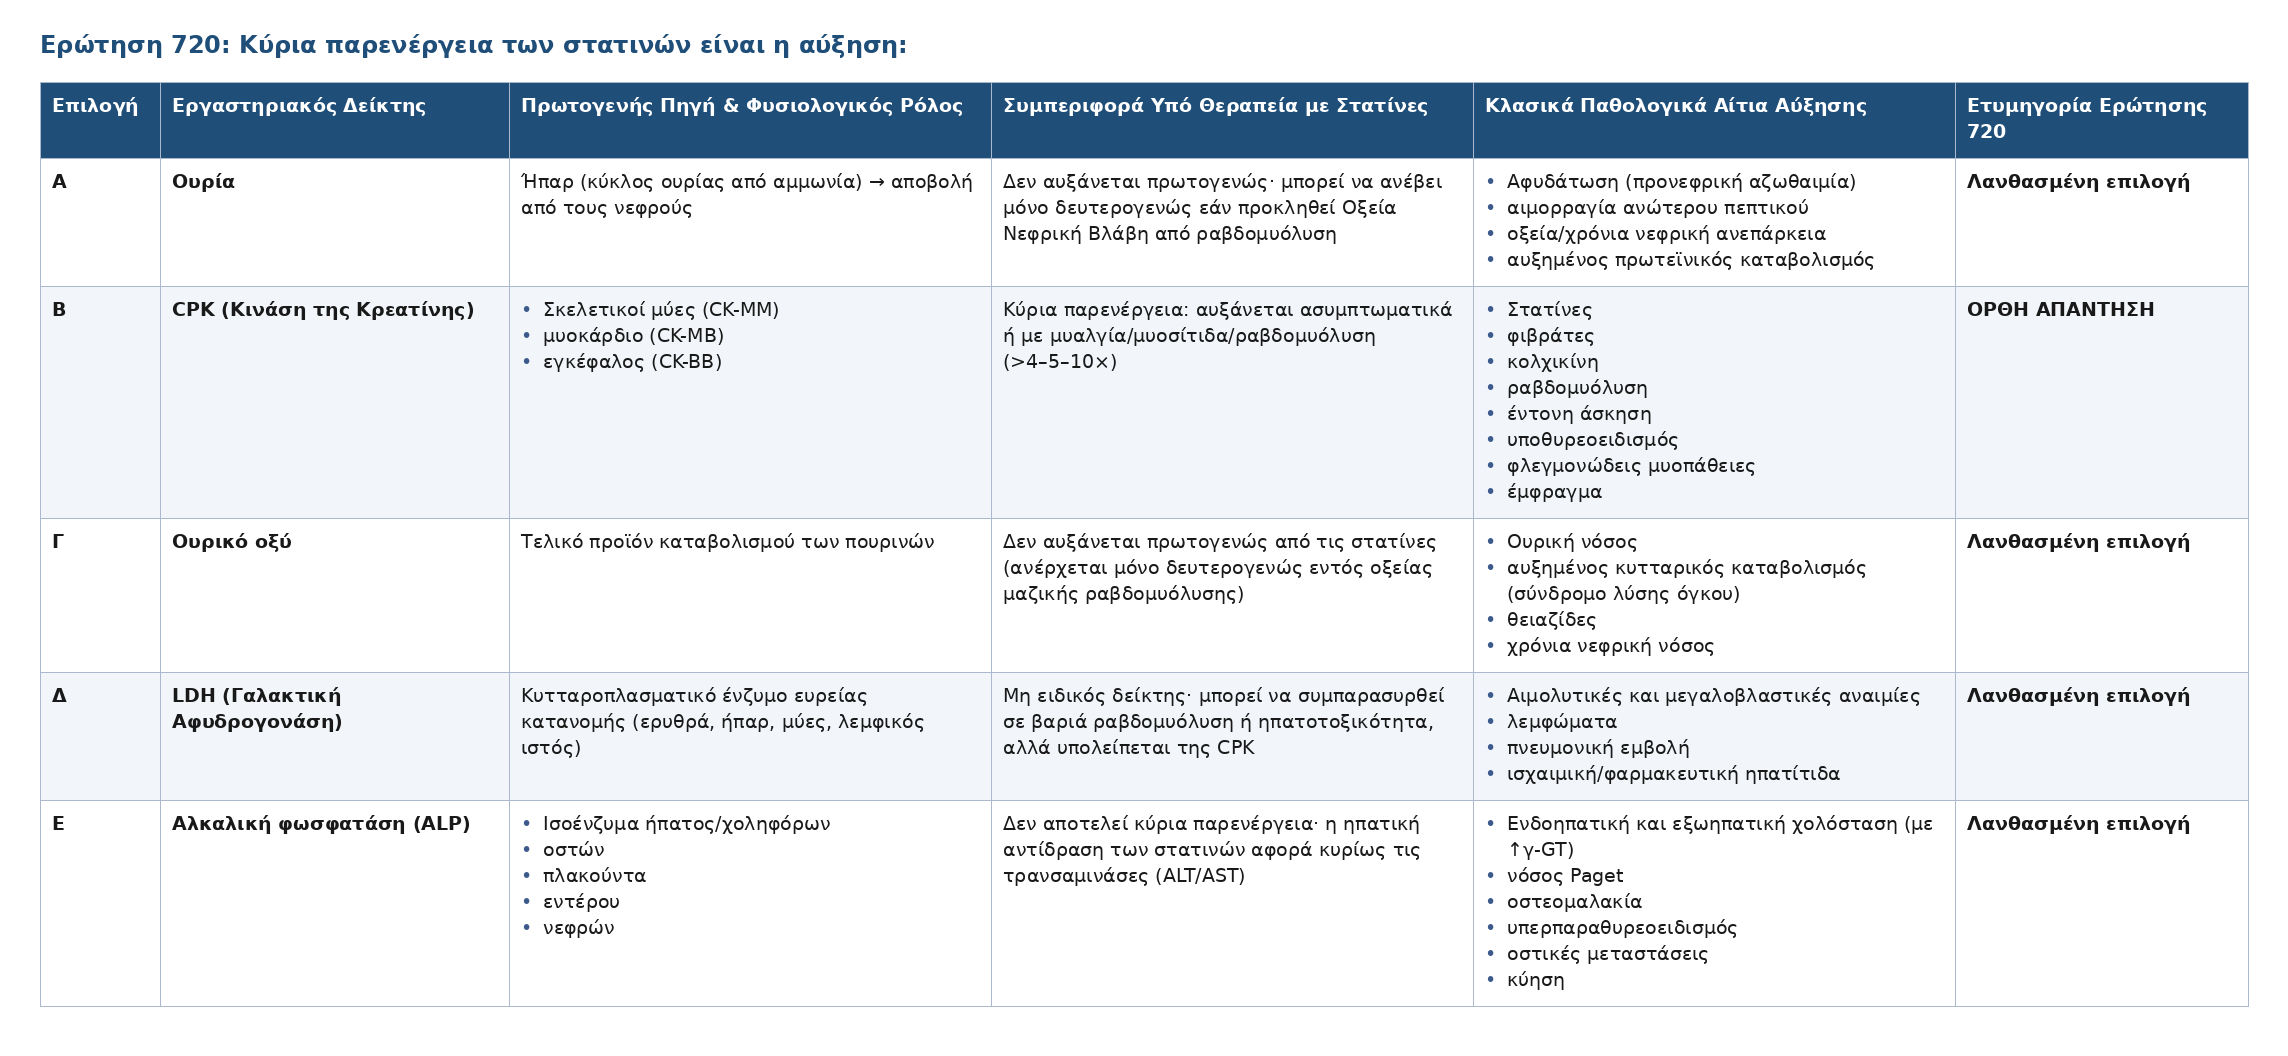 Ερώτηση 720: Κύρια παρενέργεια των στατινών είναι η αύξηση:
Επιλογή
Εργαστηριακός Δείκτης
Πρωτογενής Πηγή & Φυσιολογικός Ρόλος
Συμπεριφορά Υπό Θεραπεία με Στατίνες
Κλασικά Παθολογικά Αίτια Αύξησης
Ετυμηγορία Ερώτησης
720
Α
Ουρία
Ήπαρ (κύκλος ουρίας από αμμωνία) → αποβολή
από τους νεφρούς
Δεν αυξάνεται πρωτογενώς· μπορεί να ανέβει
μόνο δευτερογενώς εάν προκληθεί Οξεία
Νεφρική Βλάβη από ραβδομυόλυση
• Αφυδάτωση (προνεφρική αζωθαιμία)
• αιμορραγία ανώτερου πεπτικού
• οξεία/χρόνια νεφρική ανεπάρκεια
• αυξημένος πρωτεϊνικός καταβολισμός
Λανθασμένη επιλογή
Β
CPK (Κινάση της Κρεατίνης)
• Σκελετικοί μύες (CK-MM)
• μυοκάρδιο (CK-MB)
• εγκέφαλος (CK-BB)
Κύρια παρενέργεια: αυξάνεται ασυμπτωματικά
ή με μυαλγία/μυοσίτιδα/ραβδομυόλυση
(>4–5–10×)
• Στατίνες
• φιβράτες
• κολχικίνη
• ραβδομυόλυση
• έντονη άσκηση
• υποθυρεοειδισμός
• φλεγμονώδεις μυοπάθειες
• έμφραγμα
ΟΡΘΗ ΑΠΑΝΤΗΣΗ
Γ
Ουρικό οξύ
Τελικό προϊόν καταβολισμού των πουρινών
Δεν αυξάνεται πρωτογενώς από τις στατίνες
(ανέρχεται μόνο δευτερογενώς εντός οξείας
μαζικής ραβδομυόλυσης)
• Ουρική νόσος
• αυξημένος κυτταρικός καταβολισμός
(σύνδρομο λύσης όγκου)
• θειαζίδες
• χρόνια νεφρική νόσος
Λανθασμένη επιλογή
Δ
LDH (Γαλακτική
Αφυδρογονάση)
Κυτταροπλασματικό ένζυμο ευρείας
κατανομής (ερυθρά, ήπαρ, μύες, λεμφικός
ιστός)
Μη ειδικός δείκτης· μπορεί να συμπαρασυρθεί
σε βαριά ραβδομυόλυση ή ηπατοτοξικότητα,
αλλά υπολείπεται της CPK
• Αιμολυτικές και μεγαλοβλαστικές αναιμίες
• λεμφώματα
• πνευμονική εμβολή
• ισχαιμική/φαρμακευτική ηπατίτιδα
Λανθασμένη επιλογή
Ε
Αλκαλική φωσφατάση (ALP)
• Ισοένζυμα ήπατος/χοληφόρων
• οστών
• πλακούντα
• εντέρου
• νεφρών
Δεν αποτελεί κύρια παρενέργεια· η ηπατική
αντίδραση των στατινών αφορά κυρίως τις
τρανσαμινάσες (ALT/AST)
• Ενδοηπατική και εξωηπατική χολόσταση (με
↑γ-GT)
• νόσος Paget
• οστεομαλακία
• υπερπαραθυρεοειδισμός
• οστικές μεταστάσεις
• κύηση
Λανθασμένη επιλογή